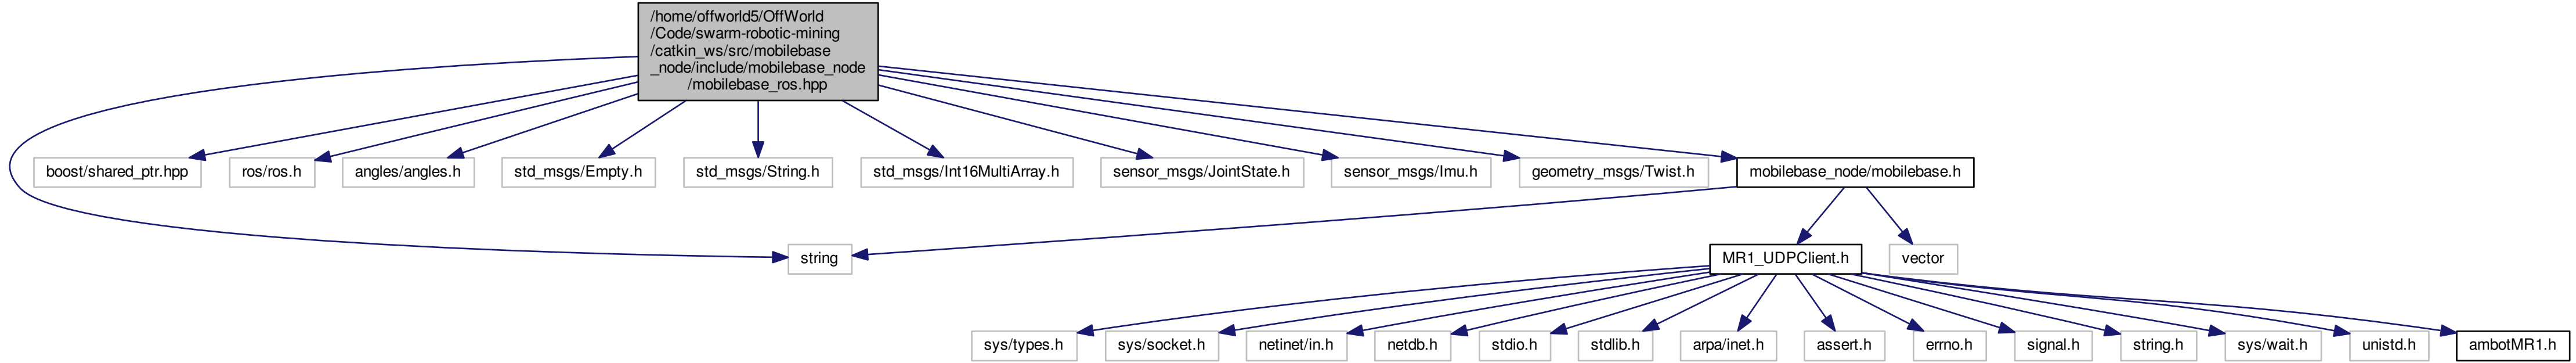 /home/offworld5/OffWorld
/Code/swarm-robotic-mining
/catkin_ws/src/mobilebase
_node/include/mobilebase_node
/mobilebase_ros.hpp
boost/shared_ptr.hpp
ros/ros.h
angles/angles.h
std_msgs/Empty.h
std_msgs/String.h
std_msgs/Int16MultiArray.h
sensor_msgs/JointState.h
sensor_msgs/Imu.h
geometry_msgs/Twist.h
mobilebase_node/mobilebase.h
string
MR1_UDPClient.h
vector
sys/types.h
sys/socket.h
netinet/in.h
netdb.h
stdio.h
stdlib.h
arpa/inet.h
assert.h
errno.h
signal.h
string.h
sys/wait.h
unistd.h
ambotMR1.h